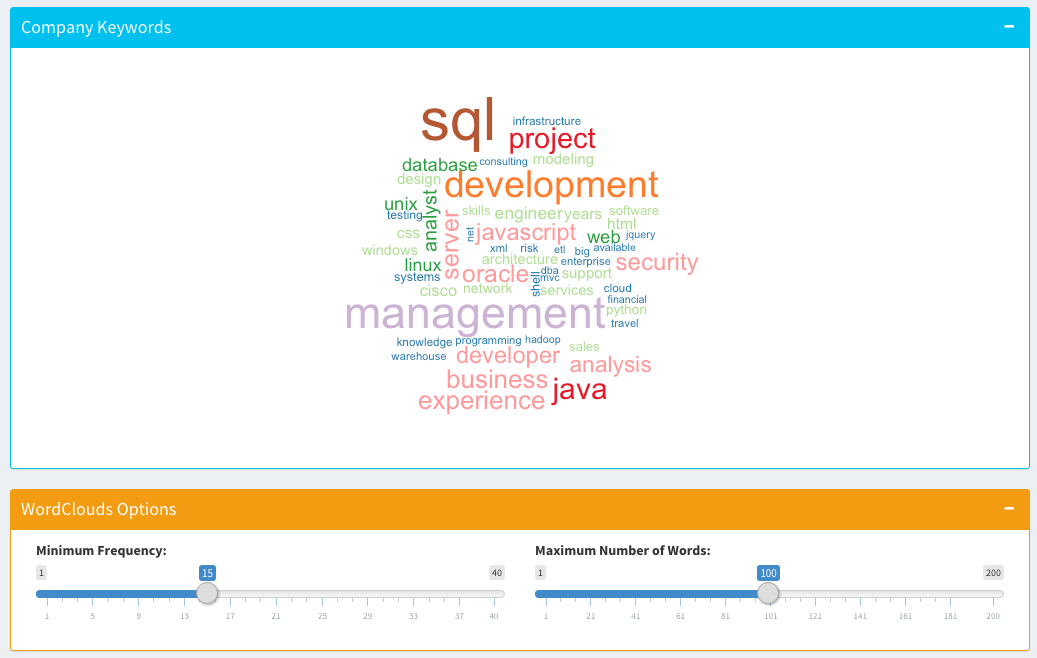 Company Keywords
sql
infrastructure
project
database consulting modeling
design development
unix
testing
analyst
skills engineer years software
css server net javascript html
web jquery
windows xml risk etl big available
linux architecture enterprise security
systems oracle dba
shell mvc support
cisco network services cloud
management financial
python
travel
knowledge programming hadoop
warehouse developer sales
analysis
business java
experience
WordClouds Options
Minimum Frequency: Maximum Number of Words:
1 15 40 1 100 200
1 5 9 13 17 21 25 29 33 37 40 1 21 41 61 81 101 121 141 161 181 200